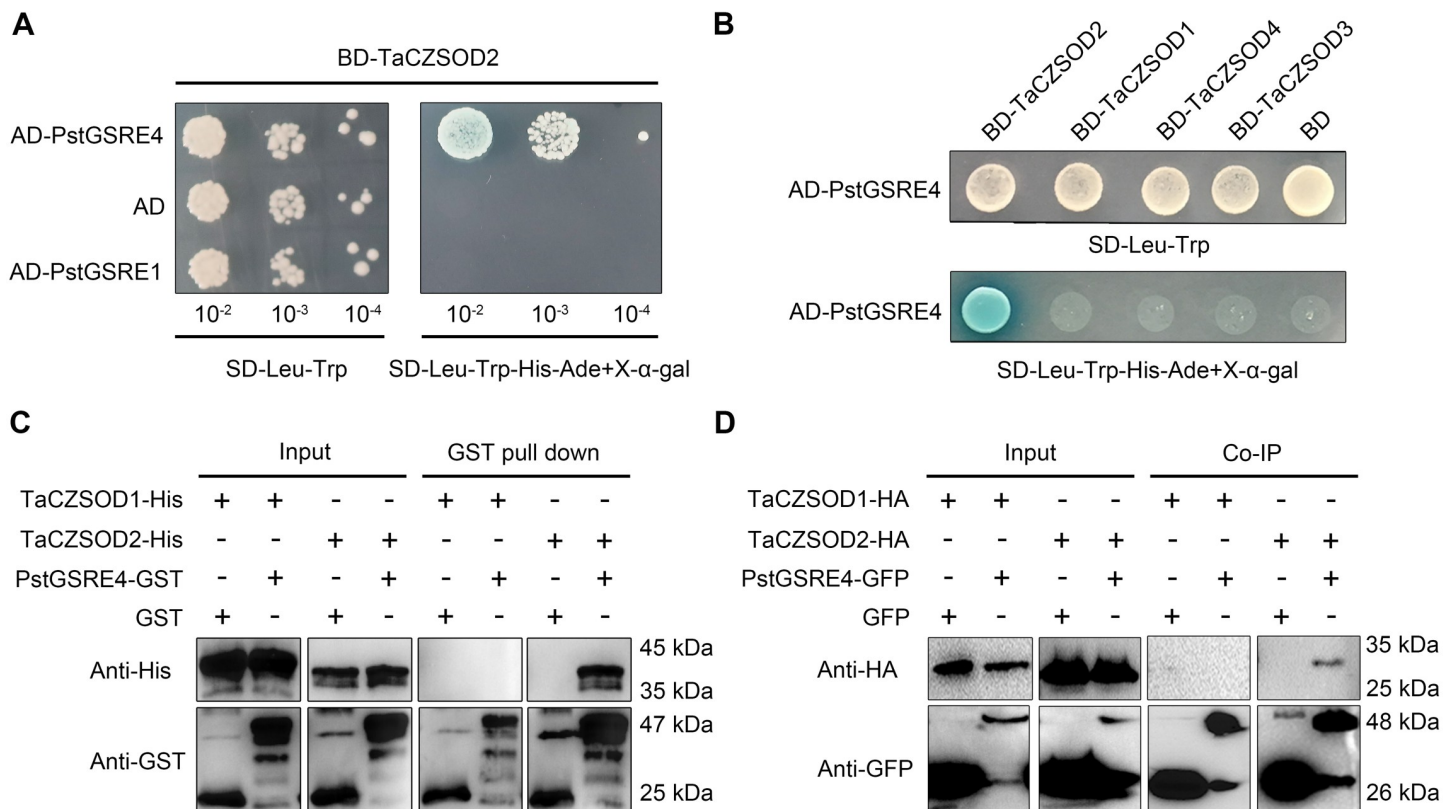 A
BD-TaCZSOD2
AD-PstGSRE4
AD
AD-PstGSRE1
10-2 10-3 10-4 10-2 10-3 10-4
SD-Leu-Trp SD-Leu-Trp-His-Ade+X-α-gal
B
BD-TaCZSOD2
BD-TaCZSOD1
BD-TaCZSOD4
BD-TaCZSOD3
BD
AD-PstGSRE4
SD-Leu-Trp
AD-PstGSRE4
SD-Leu-Trp-His-Ade+X-α-gal
C
Input GST pull down
TaCZSOD1-His + + - - + + - -
TaCZSOD2-His - - + + - - + +
PstGSRE4-GST - + - + - + - +
GST + - + - + - + -
Anti-His 45 kDa
35 kDa
Anti-GST 47 kDa
25 kDa
D
Input Co-IP
TaCZSOD1-HA + + - - + + - -
TaCZSOD2-HA - - + + - - + +
PstGSRE4-GFP - + - + - + - +
GFP + - + - + - + -
Anti-HA 35 kDa
25 kDa
Anti-GFP 48 kDa
26 kDa